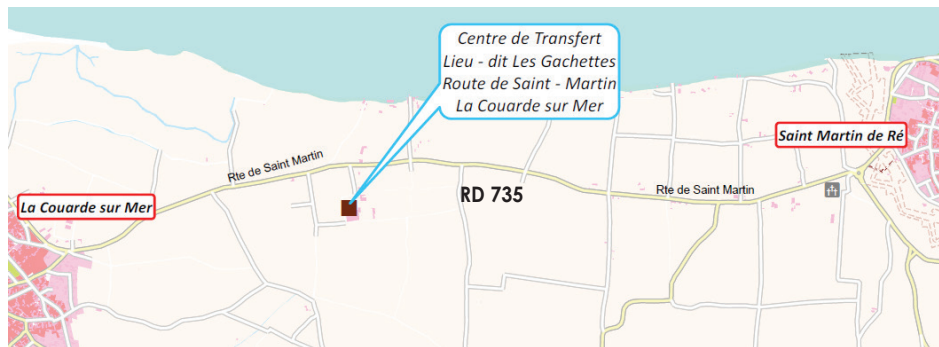 Centre de Transfert
Lieu - dit Les Gachettes
Route de Saint - Martin
La Couarde sur Mer
Saint Martin de Ré
Rte de Saint Martin
RD 735
Rte de Saint Martin
La Couarde sur Mer